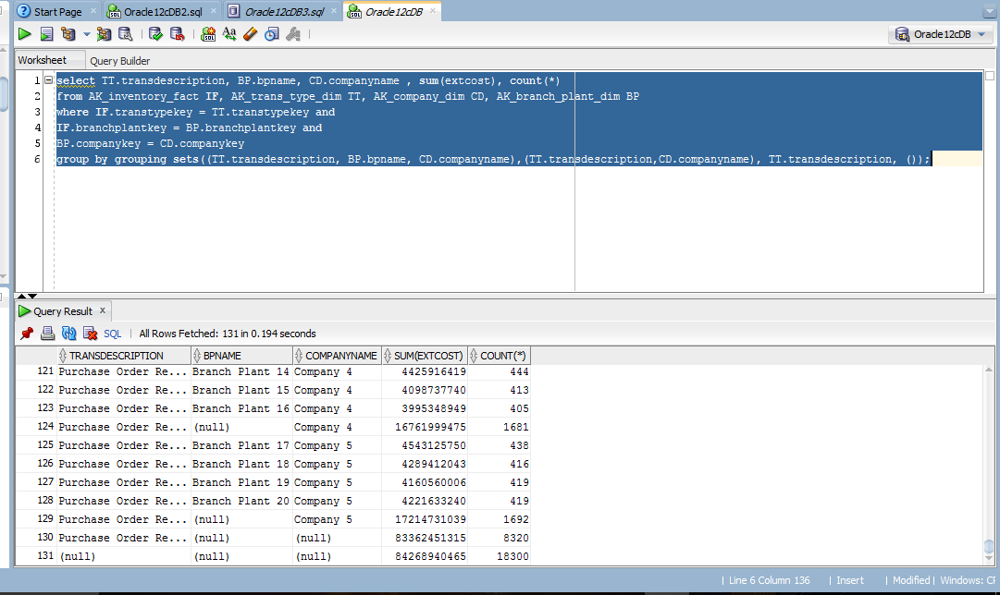 Start Page × Oracle12cDB2.sql × Oracle12cDB3.sql × Oracle12cDB ×
Oracle12cDB
Worksheet Query Builder
1 select TT.transdescription, BP.bpname, CD.companyname , sum(extcost), count(*)
2 from AK_inventory_fact IF, AK_trans_type_dim TT, AK_company_dim CD, AK_branch_plant_dim BP
3 where IF.transtypekey = TT.transtypekey and
4 IF.branchplantkey = BP.branchplantkey and
5 BP.companykey = CD.companykey
6 group by grouping sets((TT.transdescription, BP.bpname, CD.companyname),(TT.transdescription,CD.companyname), TT.transdescription, ());
Query Result ×
SQL | All Rows Fetched: 131 in 0.194 seconds
TRANSDESCRIPTION BPNAME COMPANYNAME SUM(EXTCOST) COUNT(*)
121 Purchase Order Re... Branch Plant 14 Company 4 4425916419 444
122 Purchase Order Re... Branch Plant 15 Company 4 4098737740 413
123 Purchase Order Re... Branch Plant 16 Company 4 3995348949 405
124 Purchase Order Re... (null) Company 4 16761999475 1681
125 Purchase Order Re... Branch Plant 17 Company 5 4543125750 438
126 Purchase Order Re... Branch Plant 18 Company 5 4289412043 416
127 Purchase Order Re... Branch Plant 19 Company 5 4160560006 419
128 Purchase Order Re... Branch Plant 20 Company 5 4221633240 419
129 Purchase Order Re... (null) Company 5 17214731039 1692
130 Purchase Order Re... (null) (null) 83362451315 8320
131 (null) (null) (null) 84268940465 18300
| Line 6 Column 136 | Insert | Modified | Windows: CF